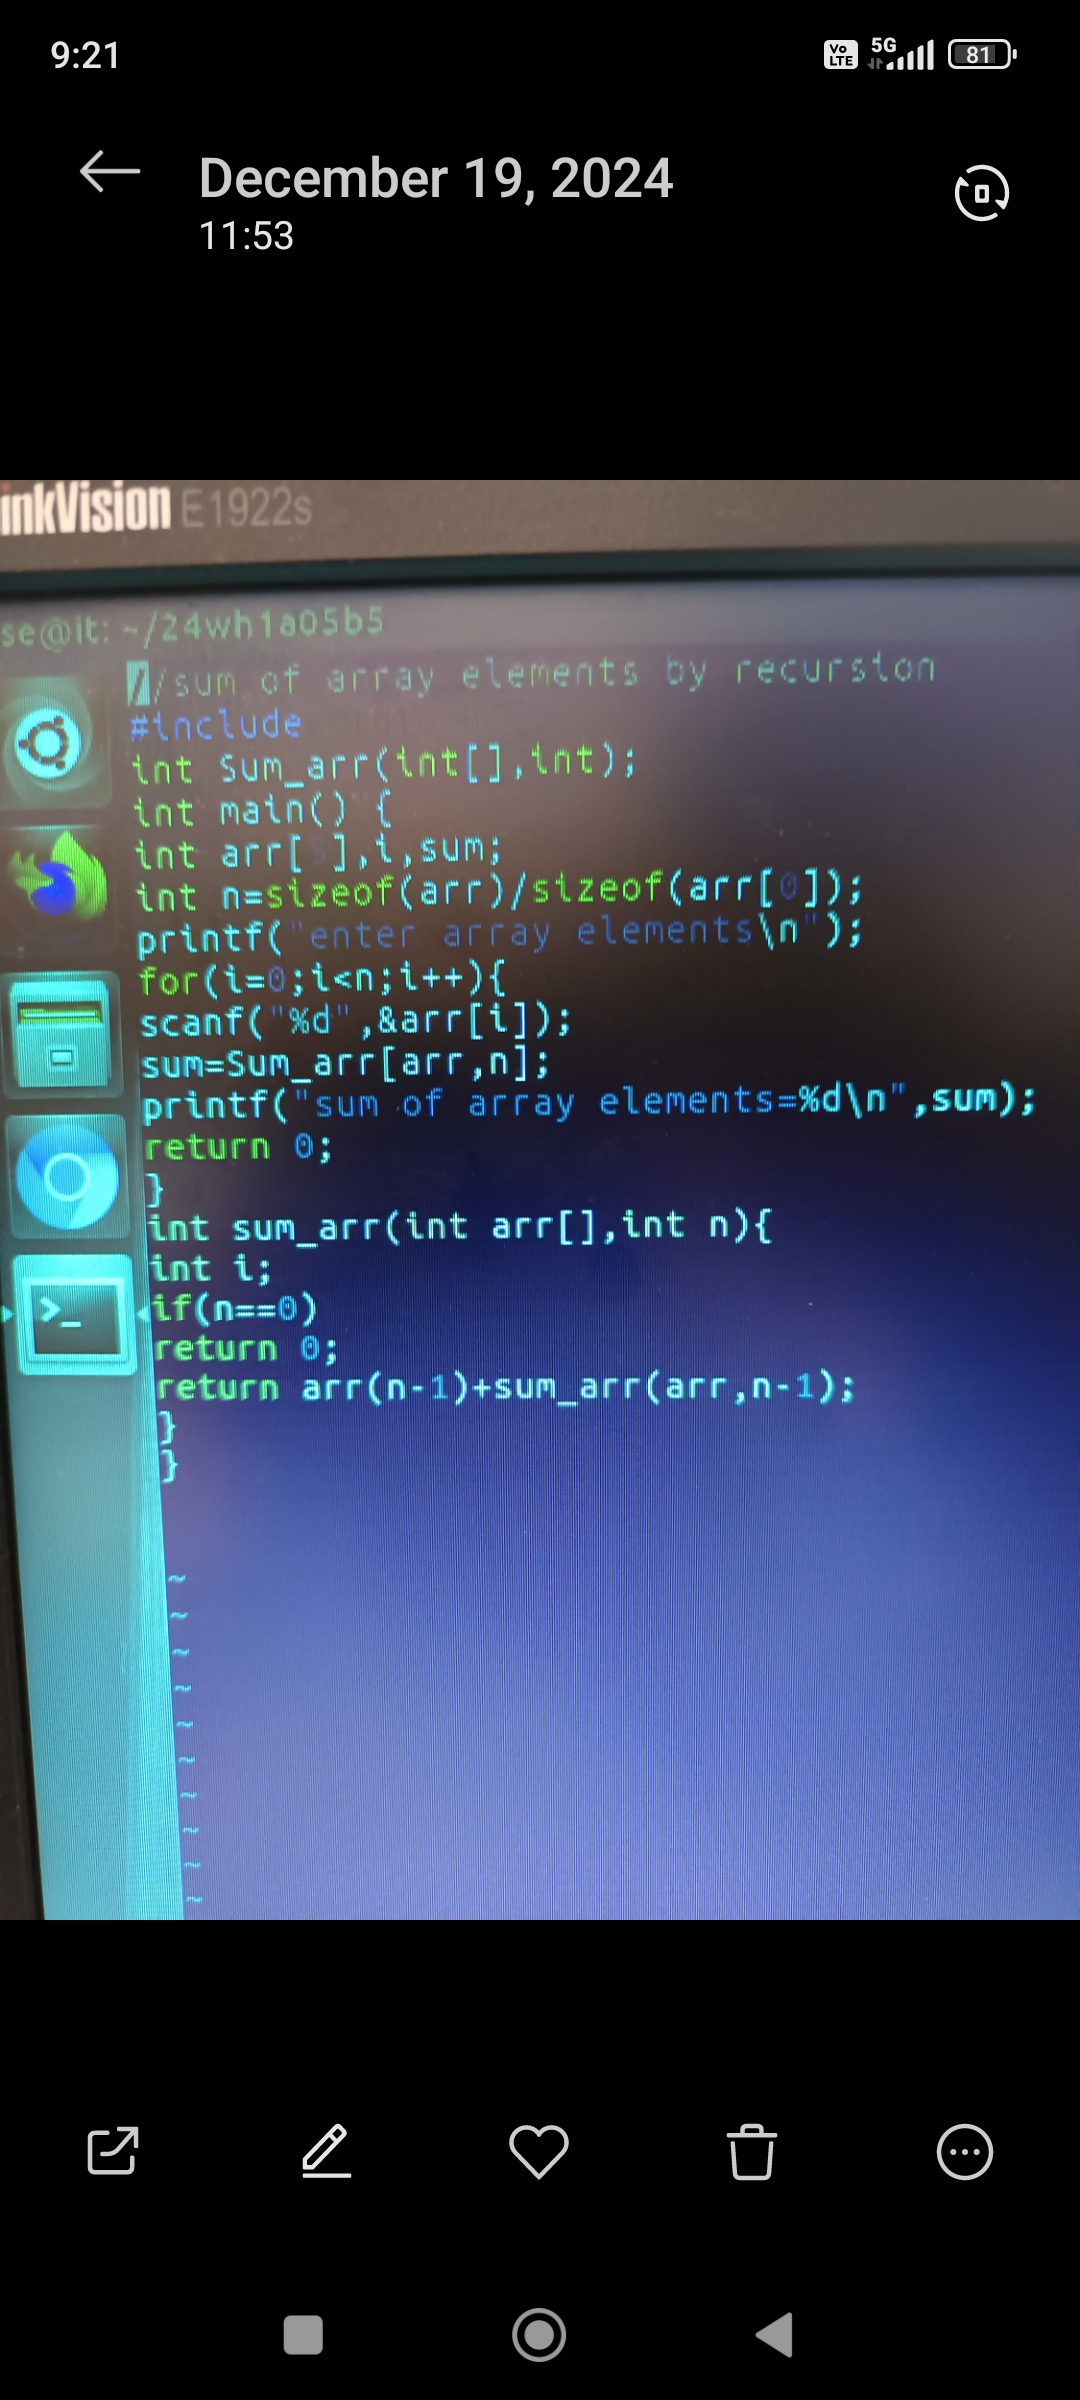 9:21
Vo LTE 5G 81
December 19, 2024
11:53
inkVision E1922s
se@it: ~/24wh1a05b5
//sum of array elements by recursion
#include
int Sum_arr(int[],int);
int main() {
int arr[ ],i,sum;
int n=sizeof(arr)/sizeof(arr[0]);
printf("enter array elements\n");
for(i=0;i<n;i++){
scanf("%d",&arr[i]);
sum=Sum_arr[arr,n];
printf("sum of array elements=%d\n",sum);
return 0;
}
int sum_arr(int arr[],int n){
int i;
if(n==0)
return 0;
return arr(n-1)+sum_arr(arr,n-1);
}
}
~
~
~
~
~
~
~
~
~
~